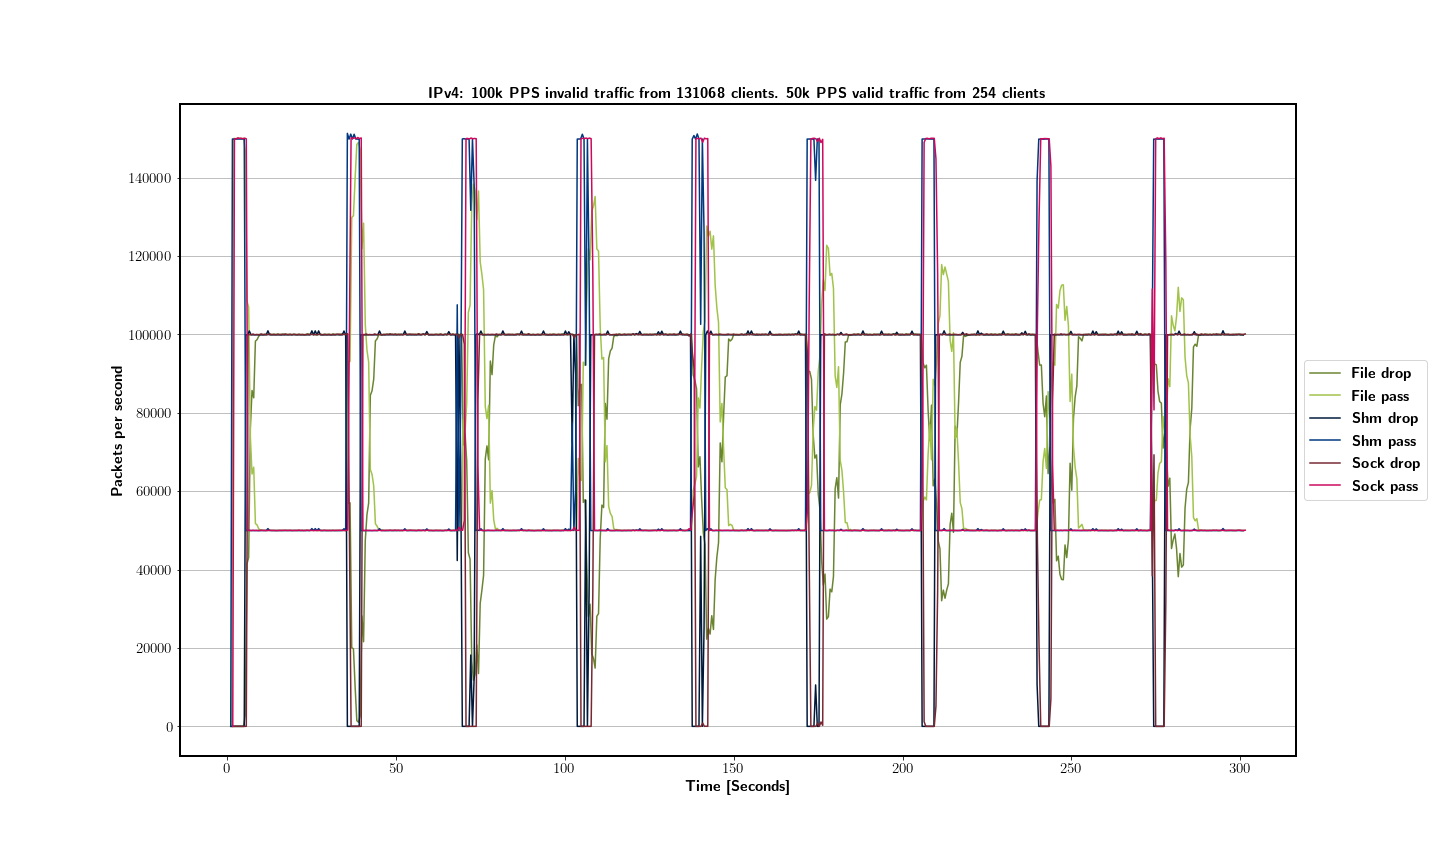 IPv4: 100k PPS invalid traffic from 131068 clients. 50k PPS valid traffic from 254 clients
Packets per second
140000
120000
100000
80000
60000
40000
20000
0
0 50 100 150 200 250 300
Time [Seconds]
File drop
File pass
Shm drop
Shm pass
Sock drop
Sock pass